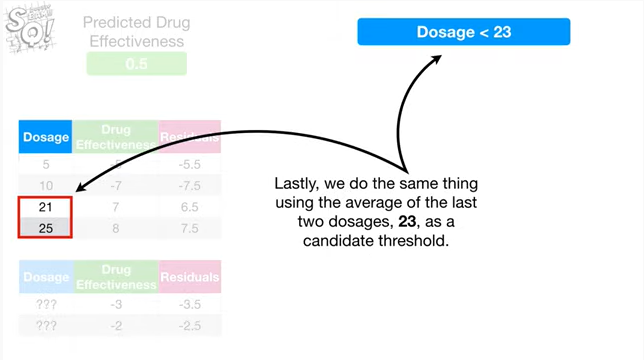 SQ!
Predicted Drug
Effectiveness
0.5
Dosage < 23
Dosage Drug Effectiveness Residuals
5 -5 -5.5
10 -7 -7.5
21 7 6.5
25 8 7.5
Lastly, we do the same thing
using the average of the last
two dosages, 23, as a
candidate threshold.
Dosage Drug Effectiveness Residuals
??? -3 -3.5
??? -2 -2.5